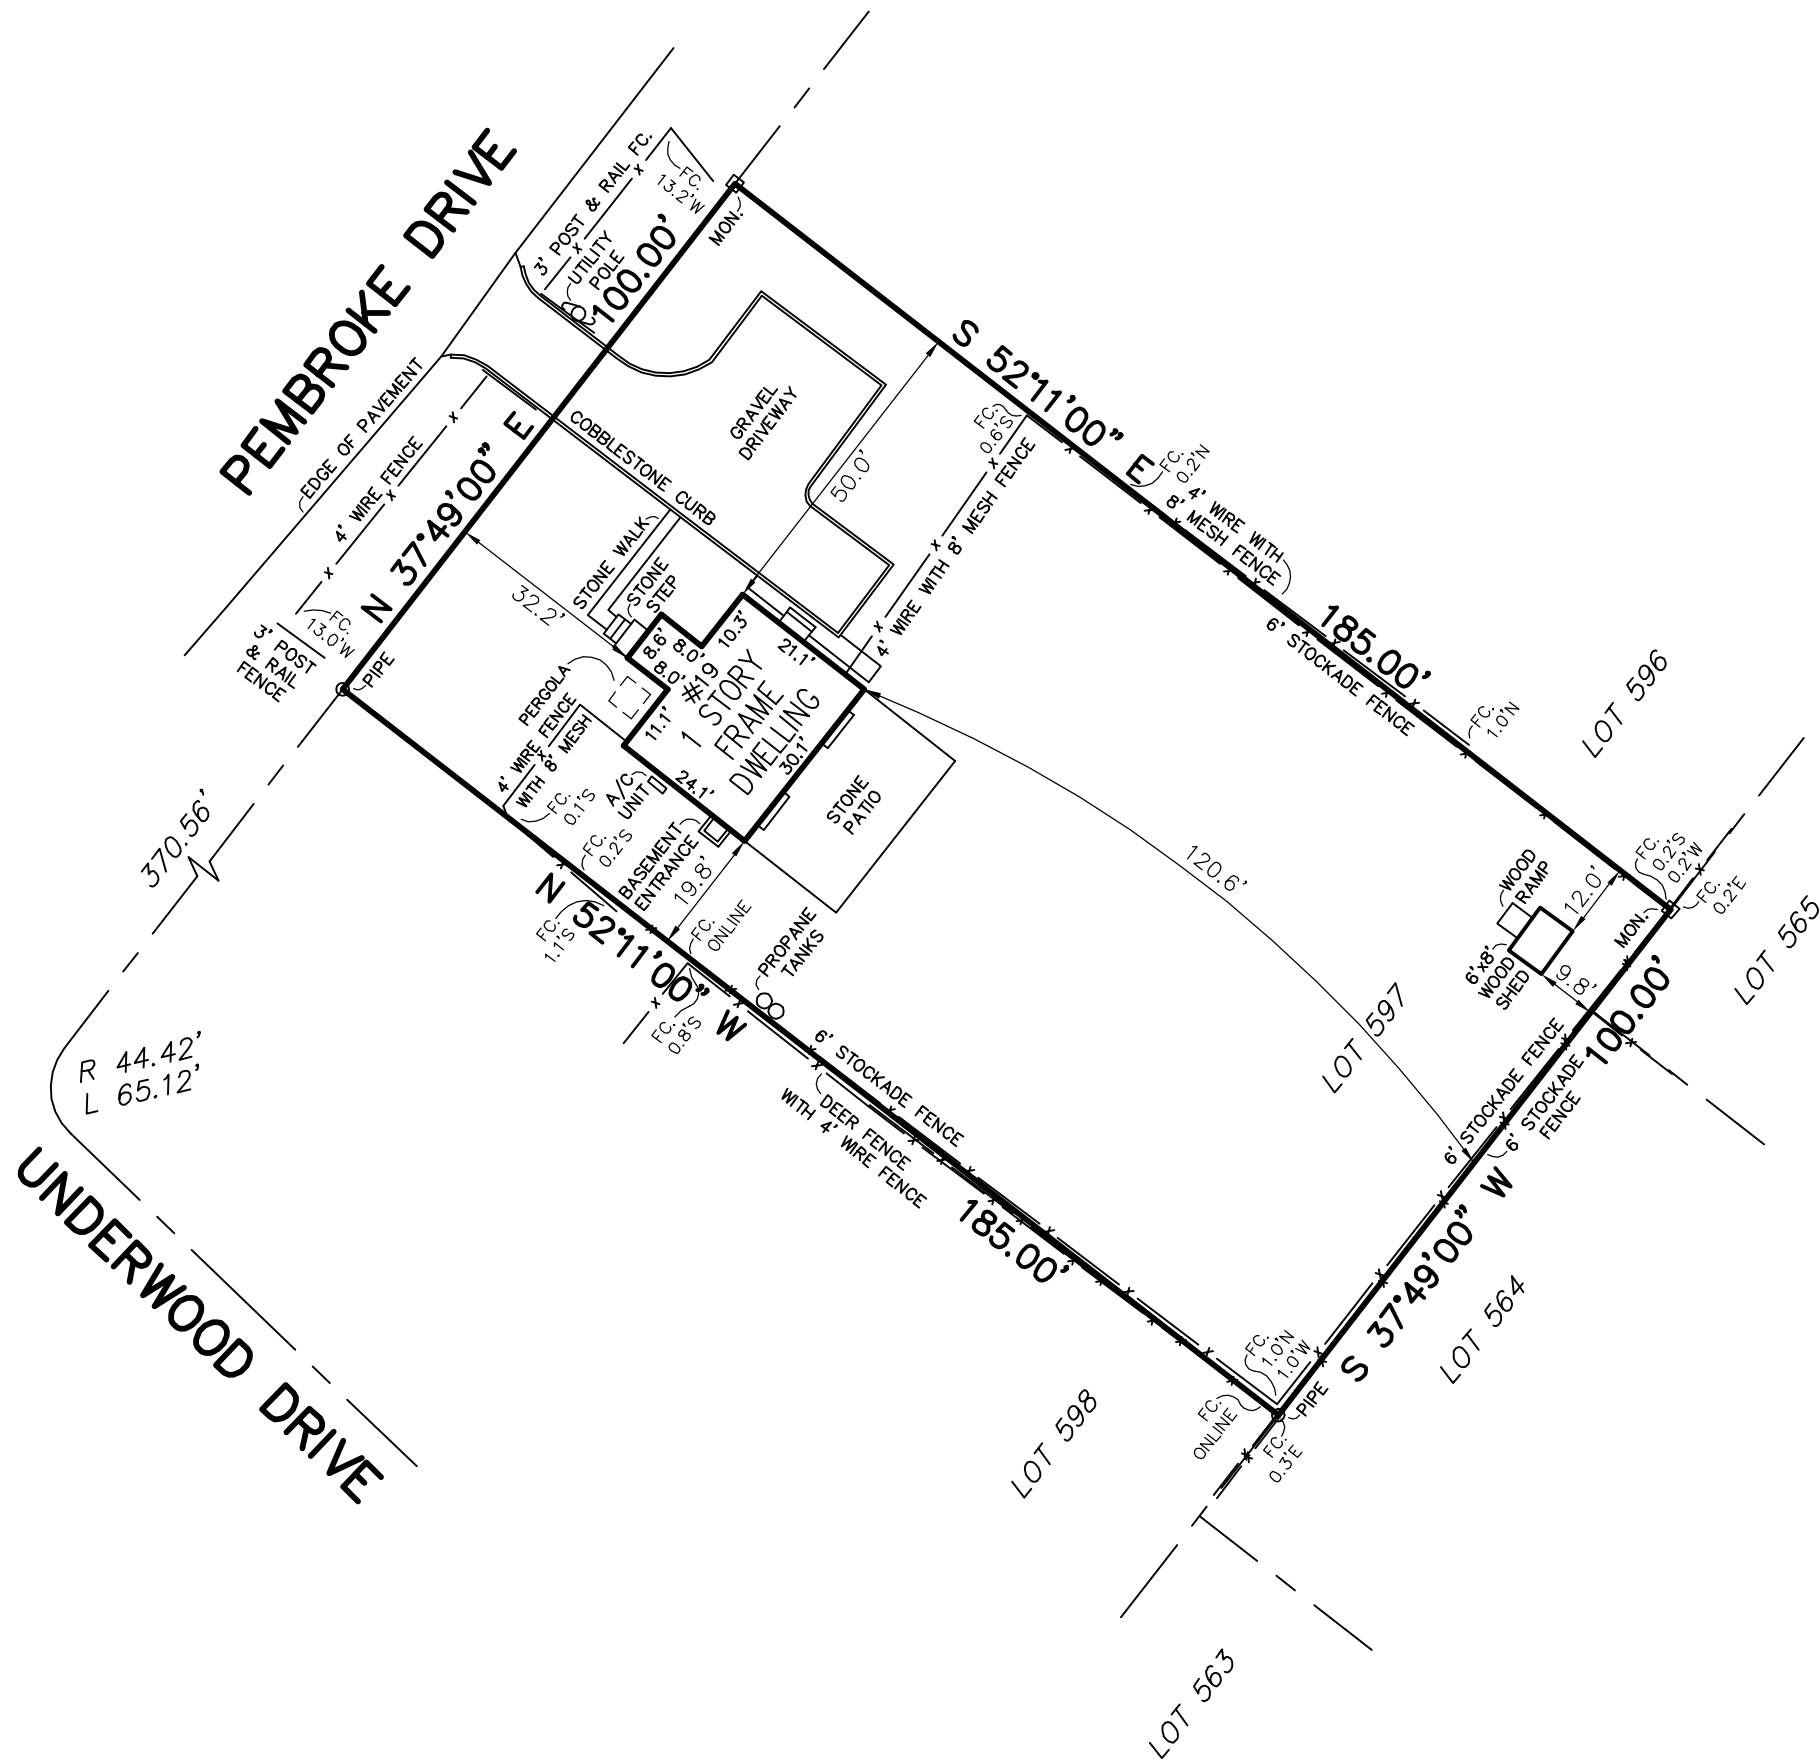 PEMBROKE DRIVE
3' POST & RAIL FC.
FC.
13.2'W
MON.
UTILITY
POLE
100.00'
EDGE OF PAVEMENT
4' WIRE FENCE
N 37°49'00" E
COBBLESTONE CURB
GRAVEL
DRIVEWAY
50.0'
S 52°11'00" E
FC.
0.6'S
FC.
0.2'N
4' WIRE WITH
8' MESH FENCE
4' WIRE WITH 8' MESH FENCE
185.00'
6' STOCKADE FENCE
FC.
1.0'N
LOT 596
STONE WALK
STONE
STEP
32.2'
FC.
13.0'W
3' POST
& RAIL
FENCE
PIPE
8.6'
8.0'
10.3'
21.1'
8.0'
11.1'
24.1'
30.1'
#19
1 STORY
FRAME
DWELLING
PERGOLA
4' WIRE FENCE
WITH 8' MESH
FC.
0.1'S
A/C
UNIT
FC.
0.2'S
BASEMENT
ENTRANCE
19.8'
STONE
PATIO
120.6'
370.56'
N 52°11'00" W
FC.
1.1'S
FC.
ONLINE
FC.
0.8'S
PROPANE
TANKS
6' STOCKADE FENCE
DEER FENCE
WITH 4' WIRE FENCE
185.00'
WOOD
RAMP
12.0'
6'x8'
WOOD
SHED
9.8'
MON.
FC.
0.2'S
0.2'W
FC.
0.2'E
LOT 565
LOT 597
100.00'
6' STOCKADE FENCE
6' STOCKADE
FENCE
S 37°49'00" W
LOT 564
R 44.42'
L 65.12'
UNDERWOOD DRIVE
FC.
1.0'N
1.0'W
FC.
ONLINE
PIPE
FC.
0.3'E
LOT 598
LOT 563